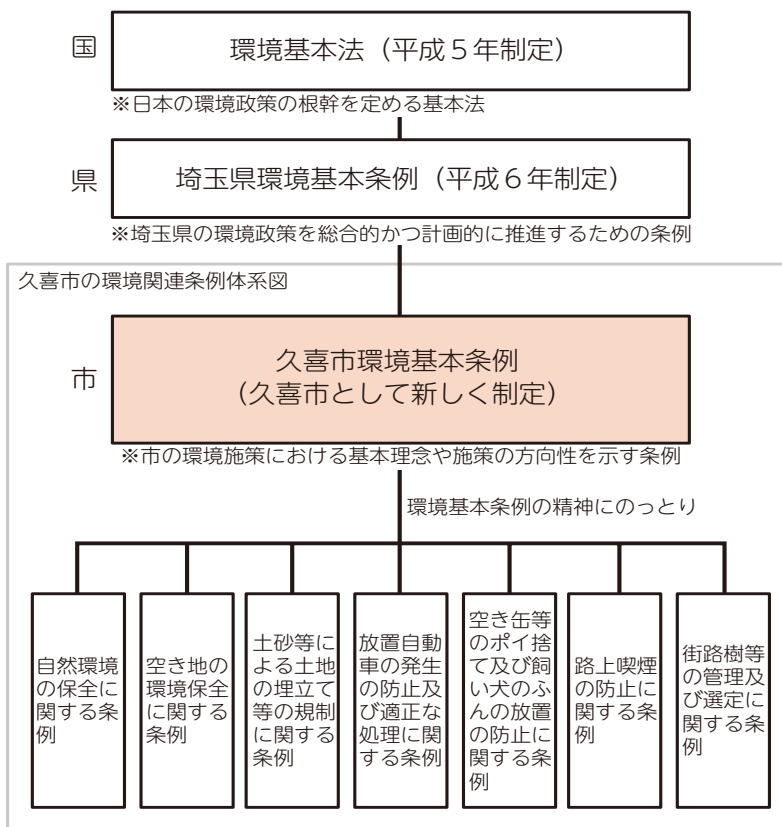 国
環境基本法（平成５年制定）
※日本の環境政策の根幹を定める基本法
県
埼玉県環境基本条例（平成６年制定）
※埼玉県の環境政策を総合的かつ計画的に推進するための条例
久喜市の環境関連条例体系図
市
久喜市環境基本条例
（久喜市として新しく制定）
※市の環境施策における基本理念や施策の方向性を示す条例
環境基本条例の精神にのっとり
自然環境
の保全に
関する条
例
空き地の
環境保全
に関する
条例
土砂等に
よる土地
の埋立て
等の規制
に関する
条例
放置自動
車の発生
の防止及
び適正な
処理に関
する条例
空き缶等
のポイ捨
て及び飼
い犬のふ
んの放置
の防止に
関する条
例
路上喫煙
の防止に
関する条
例
街路樹等
の管理及
び選定に
関する条
例